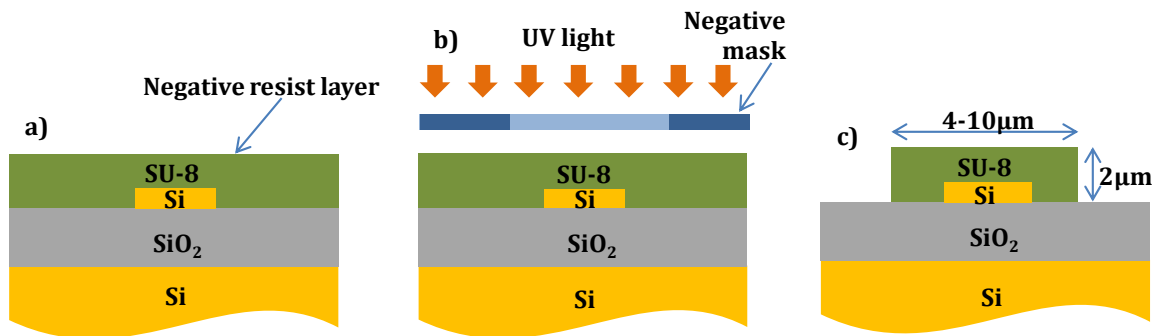 a)
Negative resist layer
SU-8
Si
SiO₂
Si
b)
UV light
Negative
mask
SU-8
Si
SiO₂
Si
c)
4-10μm
2μm
SU-8
Si
SiO₂
Si